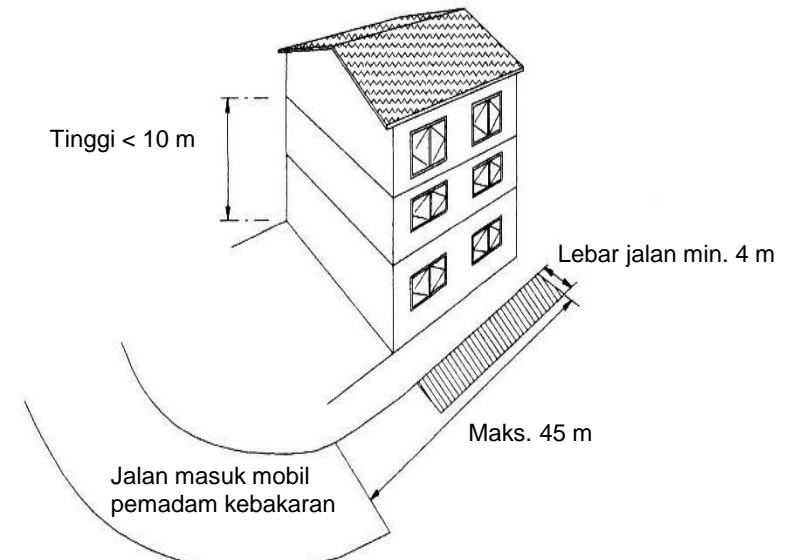 Tinggi < 10 m
Lebar jalan min. 4 m
Maks. 45 m
Jalan masuk mobil
pemadam kebakaran